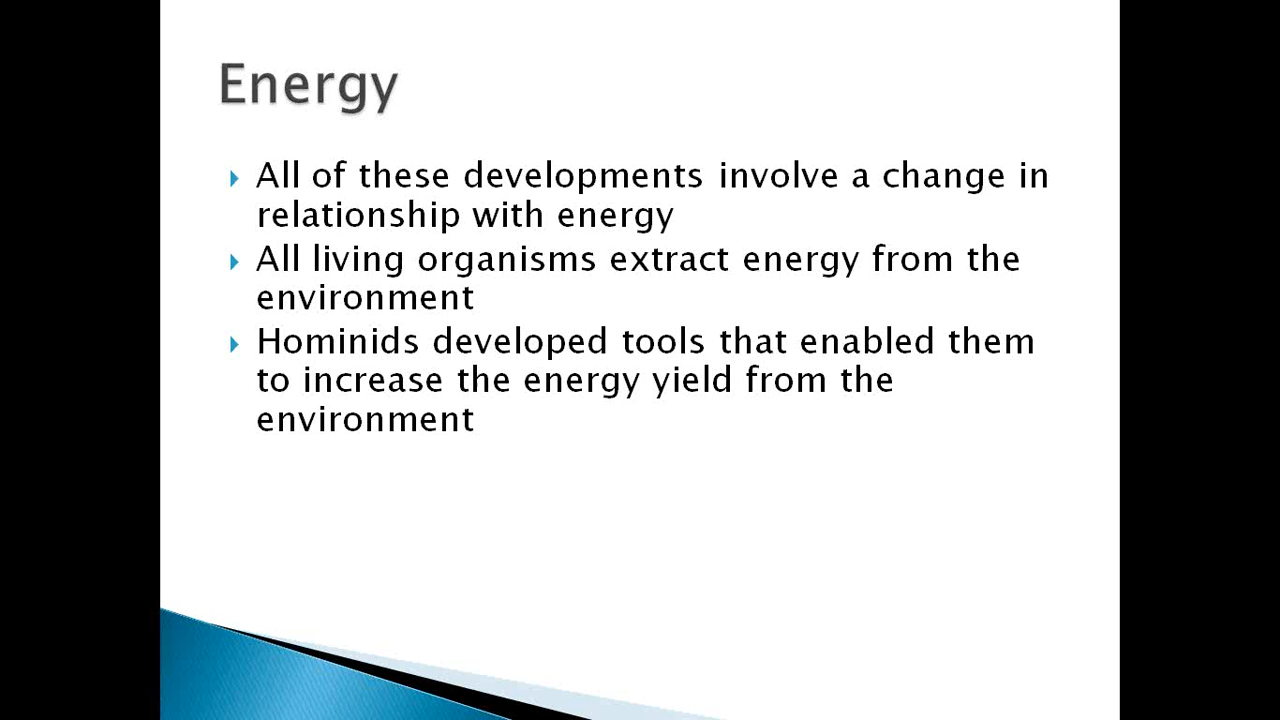 Energy
All of these developments involve a change in
relationship with energy
All living organisms extract energy from the
environment
Hominids developed tools that enabled them
to increase the energy yield from the
environment